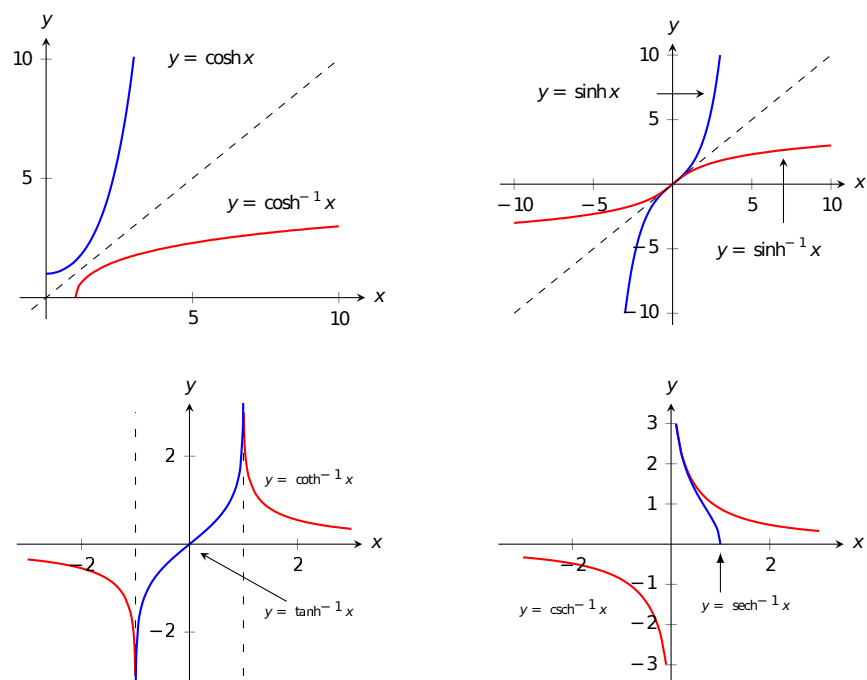 y
10
y = cosh x
5
y = cosh⁻¹ x
x
5
10
y
10
y = sinh x
5
x
−10
−5
5
10
−5
y = sinh⁻¹ x
−10
y
2
y = coth⁻¹ x
x
−2
2
y = tanh⁻¹ x
−2
y
3
2
1
x
−2
2
−1
y = csch⁻¹ x
y = sech⁻¹ x
−2
−3